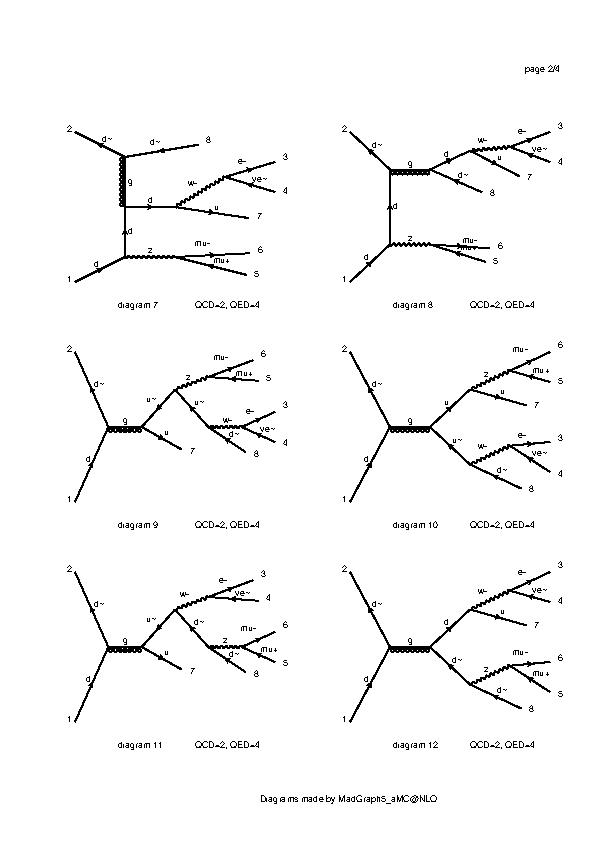 page 2/4
2 d~ d~ 8
g
e- 3
w- ve~ 4
d u 7
d
z mu- 6
d mu+ 5
1
diagram 7 QCD=2, QED=4
2 d~
e- 3
w- ve~ 4
g d u 7
d~ 8
d
z mu- 6
mu+ 5
d
1
diagram 8 QCD=2, QED=4
2
mu- 6
z mu+ 5
d~ u~
g u~ w- e- 3
u d~ ve~ 4
d 7 8
1
diagram 9 QCD=2, QED=4
2
mu- 6
z mu+ 5
d~ u 7
g u
u~ w- e- 3
d ve~ 4
d~ 8
1
diagram 10 QCD=2, QED=4
2
e- 3
w- ve~ 4
d~ u~
g d~ mu- 6
u z mu+ 5
d d~ 8
7
1
diagram 11 QCD=2, QED=4
2
e- 3
w- ve~ 4
d~ u 7
g d
d~ z mu- 6
d mu+ 5
d~ 8
1
diagram 12 QCD=2, QED=4
Diagrams made by MadGraph5_aMC@NLO